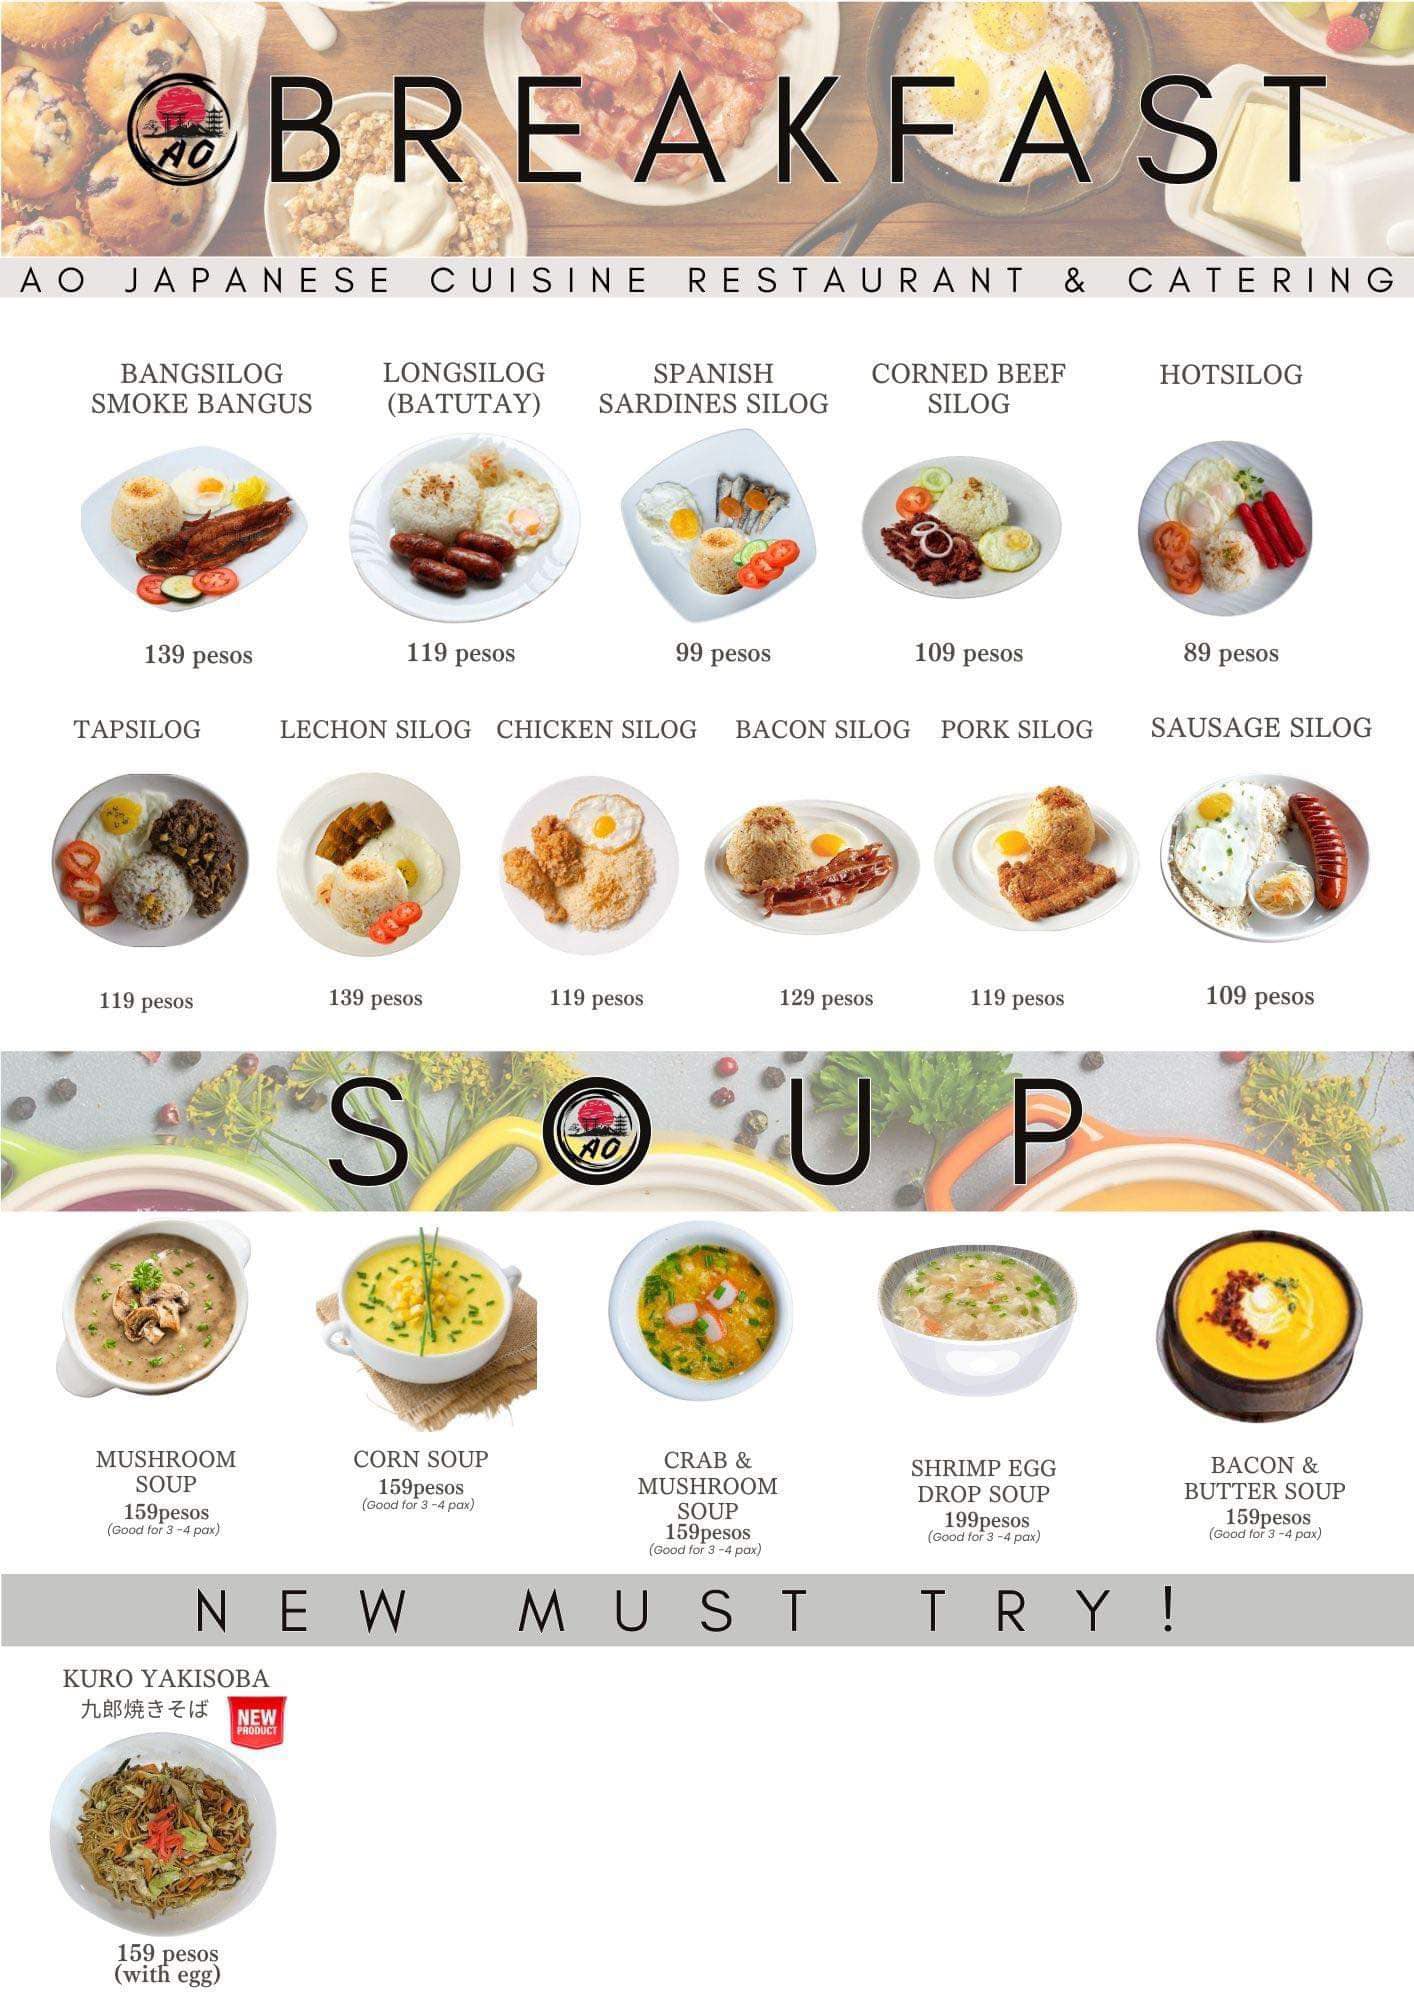 AO BREAKFAST
AO JAPANESE CUISINE RESTAURANT & CATERING
BANGSILOG
SMOKE BANGUS
139 pesos
LONGSILOG
(BATUTAY)
119 pesos
SPANISH
SARDINES SILOG
99 pesos
CORNED BEEF
SILOG
109 pesos
HOTSILOG
89 pesos
TAPSILOG
119 pesos
LECHON SILOG
139 pesos
CHICKEN SILOG
119 pesos
BACON SILOG
129 pesos
PORK SILOG
119 pesos
SAUSAGE SILOG
109 pesos
SOUP
AO
MUSHROOM
SOUP
159pesos
(Good for 3 -4 pax)
CORN SOUP
159pesos
(Good for 3 -4 pax)
CRAB &
MUSHROOM
SOUP
159pesos
(Good for 3 -4 pax)
SHRIMP EGG
DROP SOUP
199pesos
(Good for 3 -4 pax)
BACON &
BUTTER SOUP
159pesos
(Good for 3 -4 pax)
NEW MUST TRY!
KURO YAKISOBA
九郎焼きそば
NEW
PRODUCT
159 pesos
(with egg)